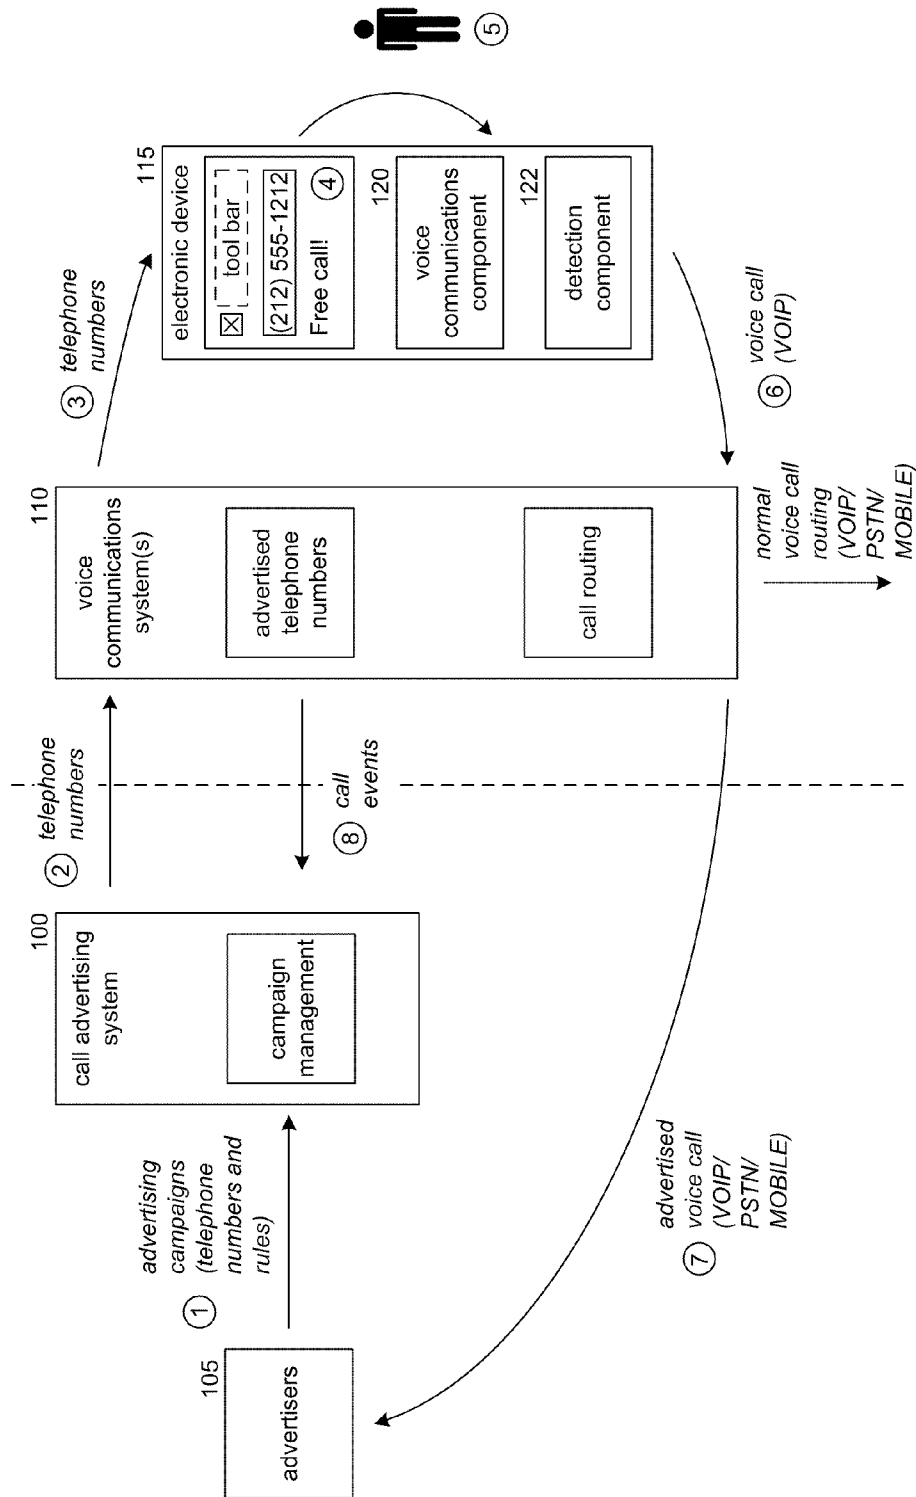 105
advertisers
1
advertising
campaigns
(telephone
numbers and
rules)
100
call advertising
system
campaign
management
2
telephone
numbers
8
call
events
110
voice
communications
system(s)
advertised
telephone
numbers
call routing
3
telephone
numbers
115
electronic device
tool bar
(212) 555-1212
Free call!
4
120
voice
communications
component
122
detection
component
5
6
voice call
(VOIP)
normal
voice call
routing
(VOIP/
PSTN/
MOBILE)
7
advertised
voice call
(VOIP/
PSTN/
MOBILE)